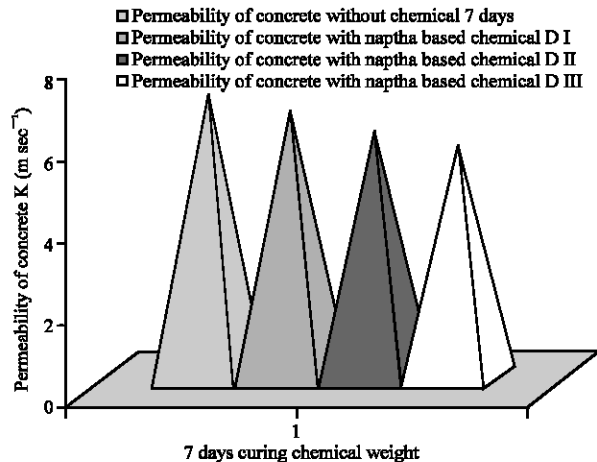 Permeability of concrete without chemical 7 days
Permeability of concrete with naptha based chemical D I
Permeability of concrete with naptha based chemical D II
Permeability of concrete with naptha based chemical D III
Permeability of concrete K (m sec⁻¹)
8
6
4
2
0
1
7 days curing chemical weight